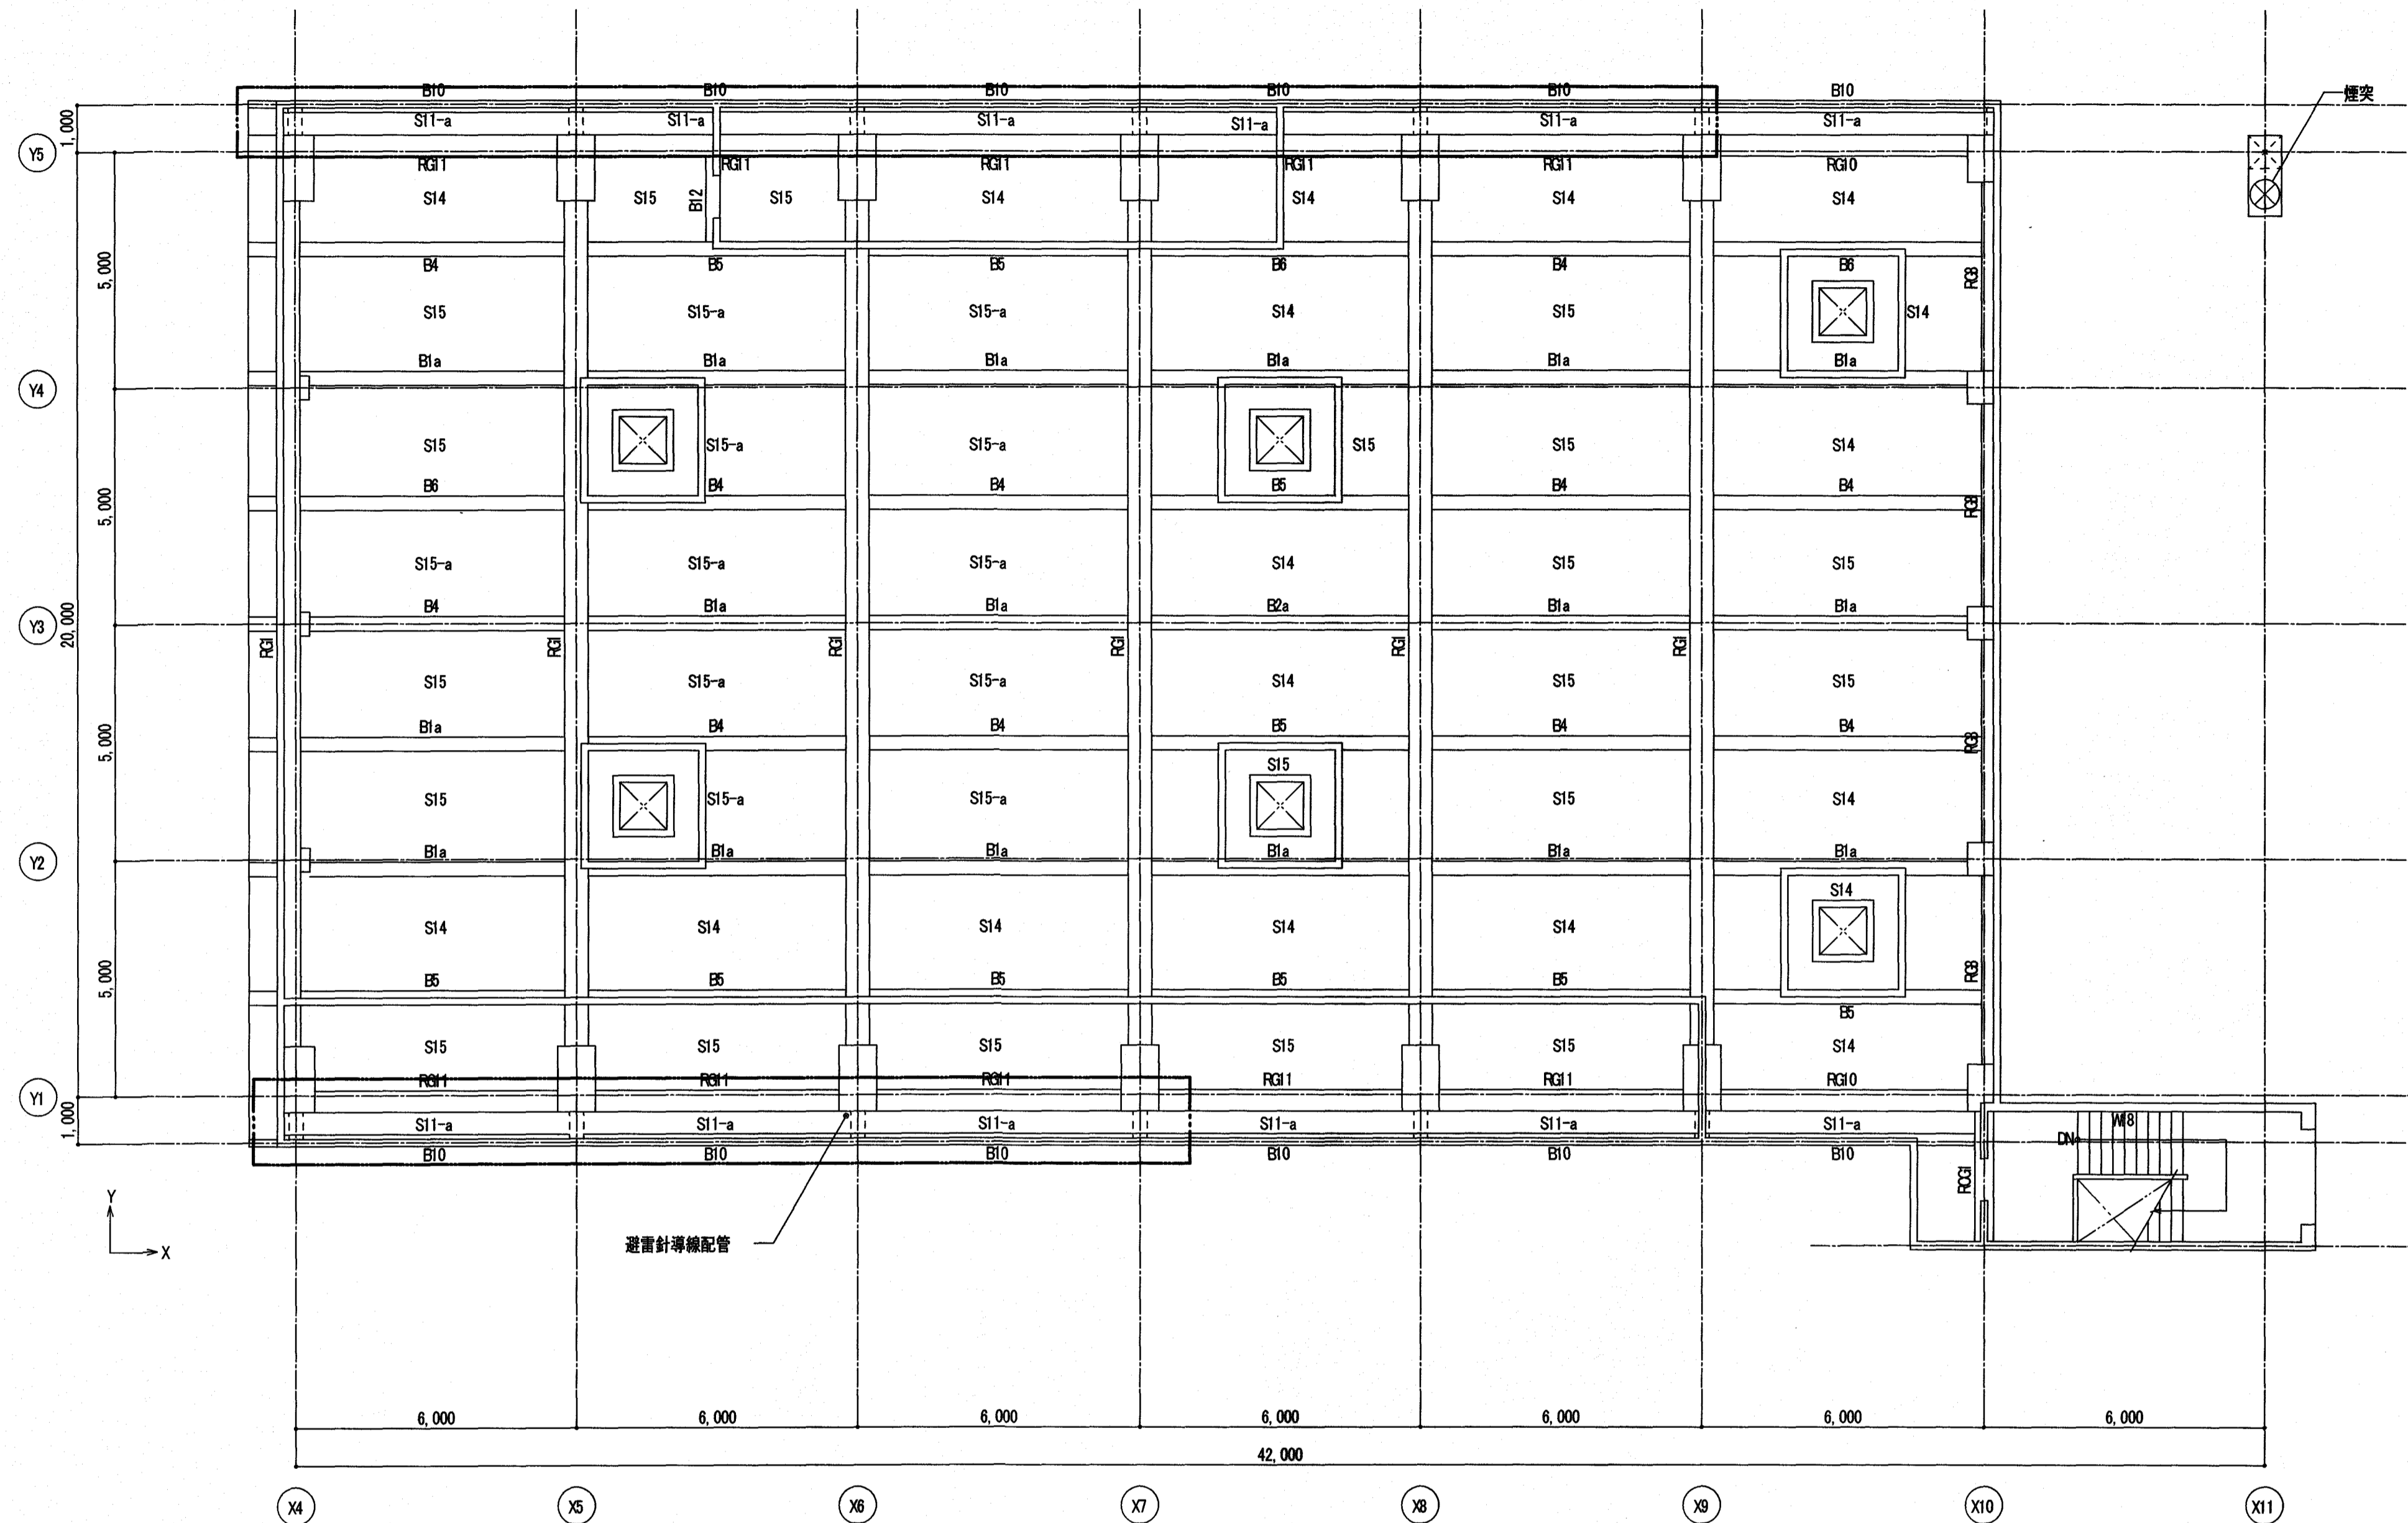 B10 B10 B10 B10 B10 B10
煙突
1,000
S11-a S11-a S11-a S11-a S11-a S11-a
Y5
RG11 RG11 RG11 RG11 RG11 RG10
S14 S15 B12 S15 S14 S14 S14 S14
5,000
B4 B5 B5 B6 B4 B6
RG8
S15 S15-a S15-a S14 S15 S14
B1a B1a B1a B1a B1a B1a
Y4
S15 S15-a S15-a S15 S15 S14
B6 B4 B4 B5 B4 B4
5,000
RG8
S15-a S15-a S15-a S14 S15 S15
B4 B1a B1a B2a B1a B1a
Y3
20,000
RG1 RG1 RG1 RG1 RG1 RG1
S15 S15-a S15-a S14 S15 S15
B1a B4 B4 B5 B4 B4
5,000
RG8
S15
S15 S15-a S15-a S15 S14
B1a B1a B1a B1a B1a B1a
Y2
S14
S14 S14 S14 S14 S14
5,000
RG8
B5 B5 B5 B5 B5
B5
S15 S15 S15 S15 S15 S14
RG11 RG11 RG11 RG11 RG11 RG10
Y1
1,000
S11-a S11-a S11-a S11-a S11-a S11-a
W18
DN
B10 B10 B10 B10 B10 B10
RCG1
Y
X
避雷針導線配管
6,000 6,000 6,000 6,000 6,000 6,000 6,000
42,000
X4 X5 X6 X7 X8 X9 X10 X11